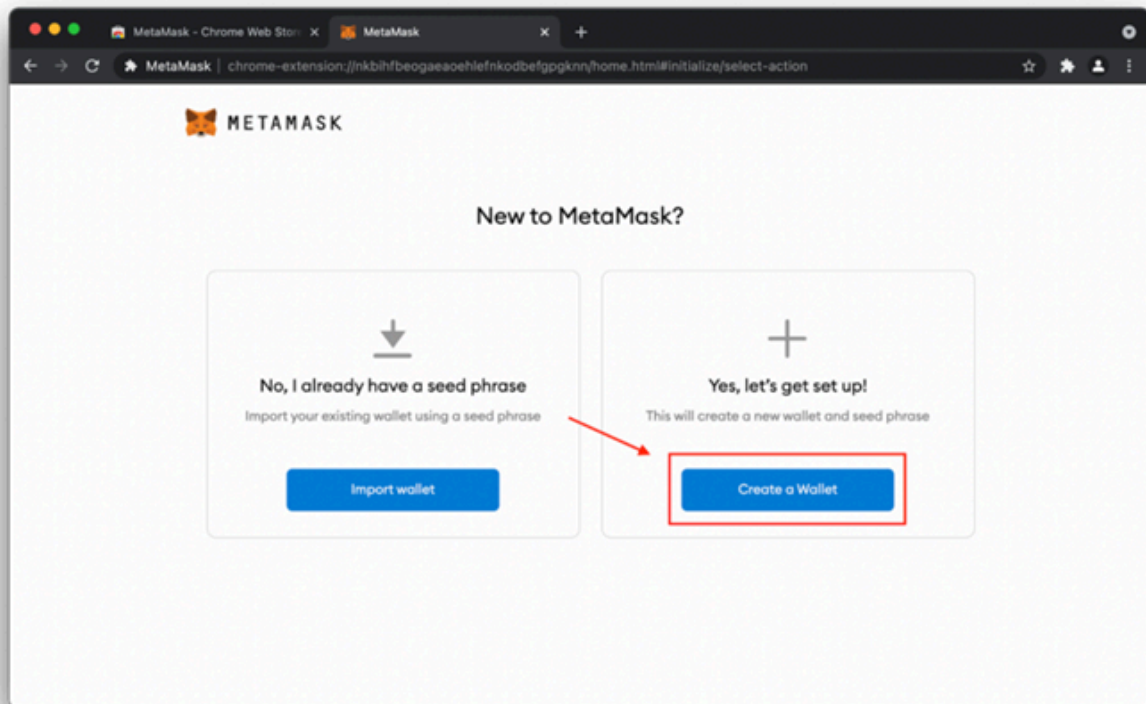 MetaMask - Chrome Web Stor
MetaMask
MetaMask | chrome-extension://nkbihfbeogaeaoehlefnkodbefgpgknn/home.html#initialize/select-action
METAMASK
New to MetaMask?
No, I already have a seed phrase
Import your existing wallet using a seed phrase
Import wallet
Yes, let's get set up!
This will create a new wallet and seed phrase
Create a Wallet